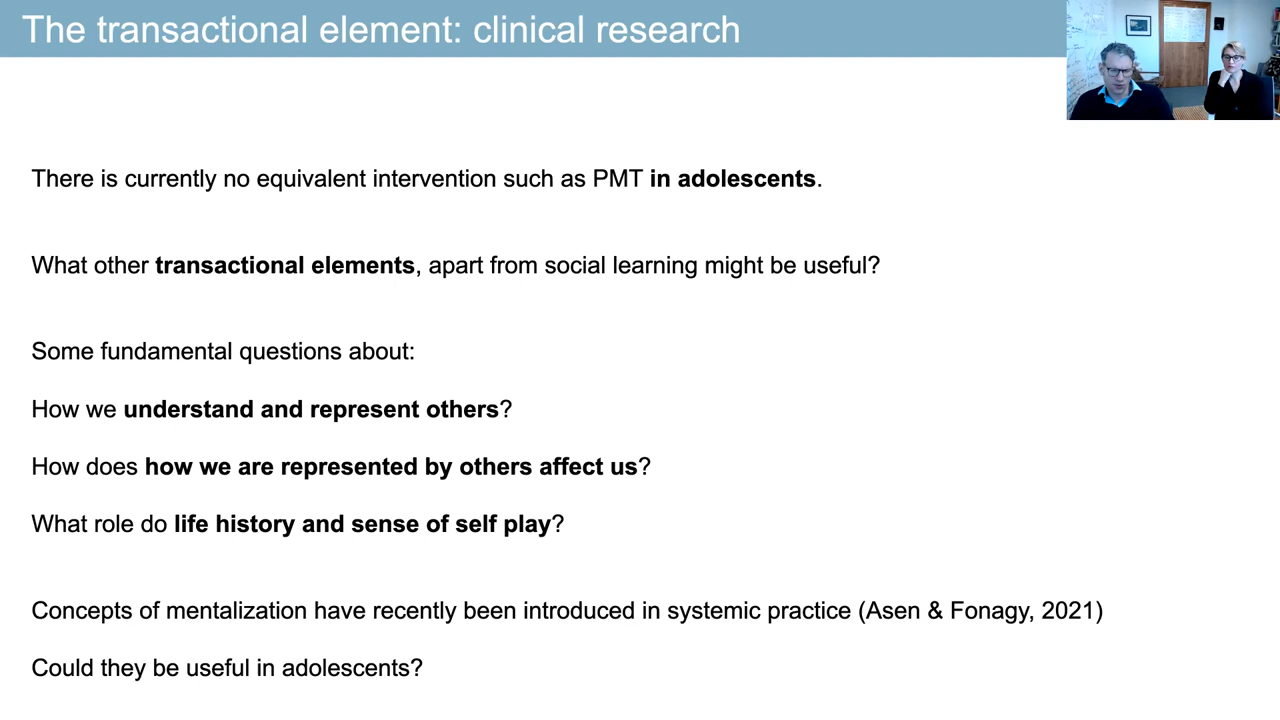 The transactional element: clinical research
There is currently no equivalent intervention such as PMT in adolescents.
What other transactional elements, apart from social learning might be useful?
Some fundamental questions about:
How we understand and represent others?
How does how we are represented by others affect us?
What role do life history and sense of self play?
Concepts of mentalization have recently been introduced in systemic practice (Asen & Fonagy, 2021)
Could they be useful in adolescents?